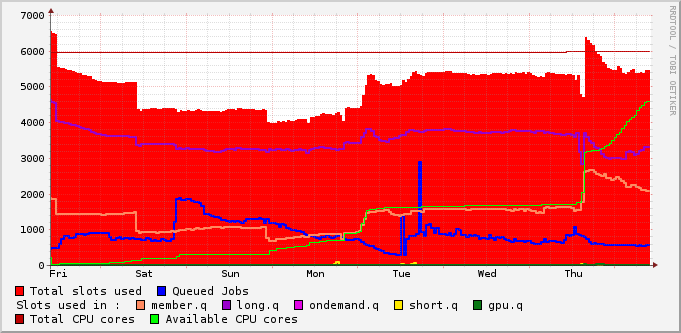 7000
6000
5000
4000
3000
2000
1000
0
Fri Sat Sun Mon Tue Wed Thu
RRDTOOL / TOBI OETIKER
Total slots used Queued Jobs
Slots used in : member.q long.q ondemand.q short.q gpu.q
Total CPU cores Available CPU cores